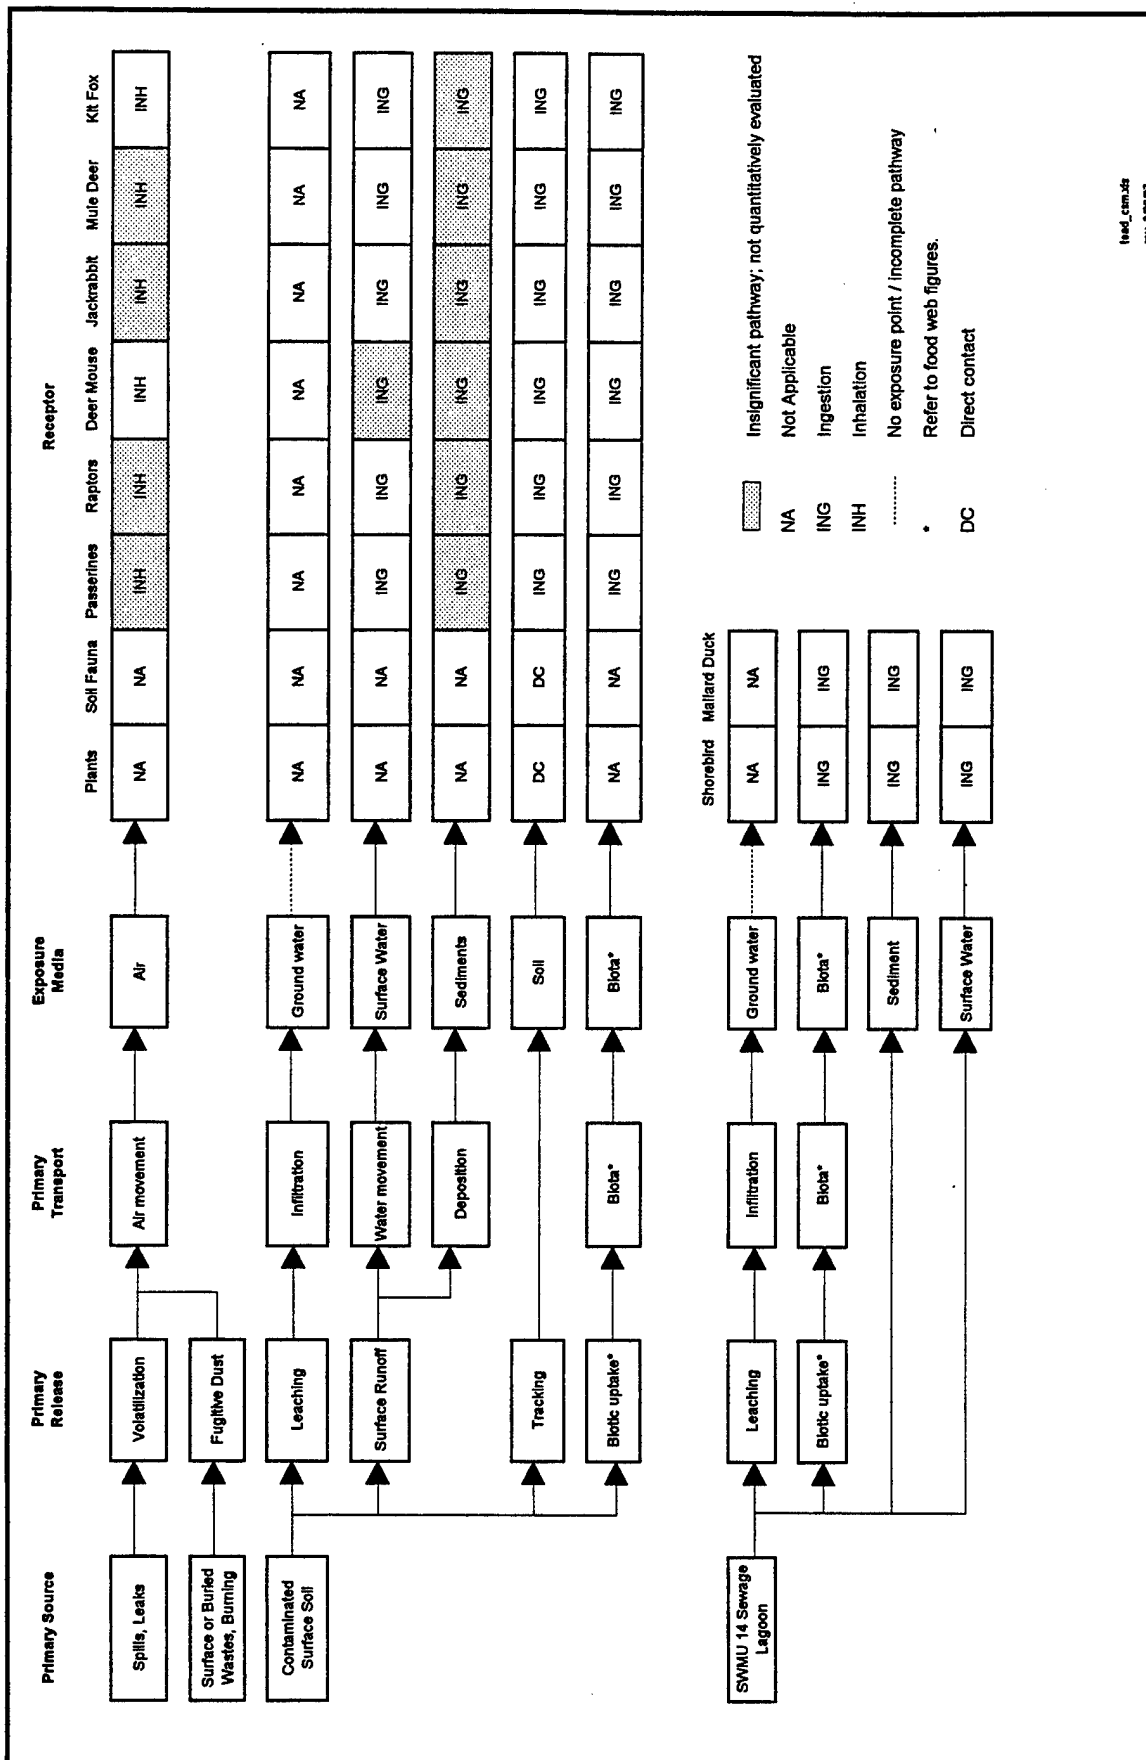 Primary Source
Primary
Release
Primary
Transport
Exposure
Media
Receptor
Plants
Soil Fauna
Passerines
Raptors
Deer Mouse
Jackrabbit
Mule Deer
Kit Fox
Spills, Leaks
Volatilization
Air movement
Air
NA
NA
INH
INH
INH
INH
INH
INH
Surface or Buried
Wastes, Burning
Fugitive Dust
Contaminated
Surface Soil
Leaching
Infiltration
Ground water
NA
NA
NA
NA
NA
NA
NA
NA
Surface Runoff
Water movement
Surface Water
NA
NA
ING
ING
ING
ING
ING
ING
Deposition
Sediments
NA
NA
ING
ING
ING
ING
ING
ING
Tracking
Soil
DC
DC
ING
ING
ING
ING
ING
ING
Biotic uptake*
Biota*
Biota*
NA
NA
ING
ING
ING
ING
ING
ING
Shorebird
Mallard Duck
SWMU 14 Sewage
Lagoon
Leaching
Infiltration
Ground water
NA
NA
Biotic uptake*
Biota*
Biota*
ING
ING
Sediment
ING
ING
Surface Water
ING
ING
Insignificant pathway; not quantitatively evaluated
NA Not Applicable
ING Ingestion
INH Inhalation
No exposure point / incomplete pathway
* Refer to food web figures.
DC Direct contact